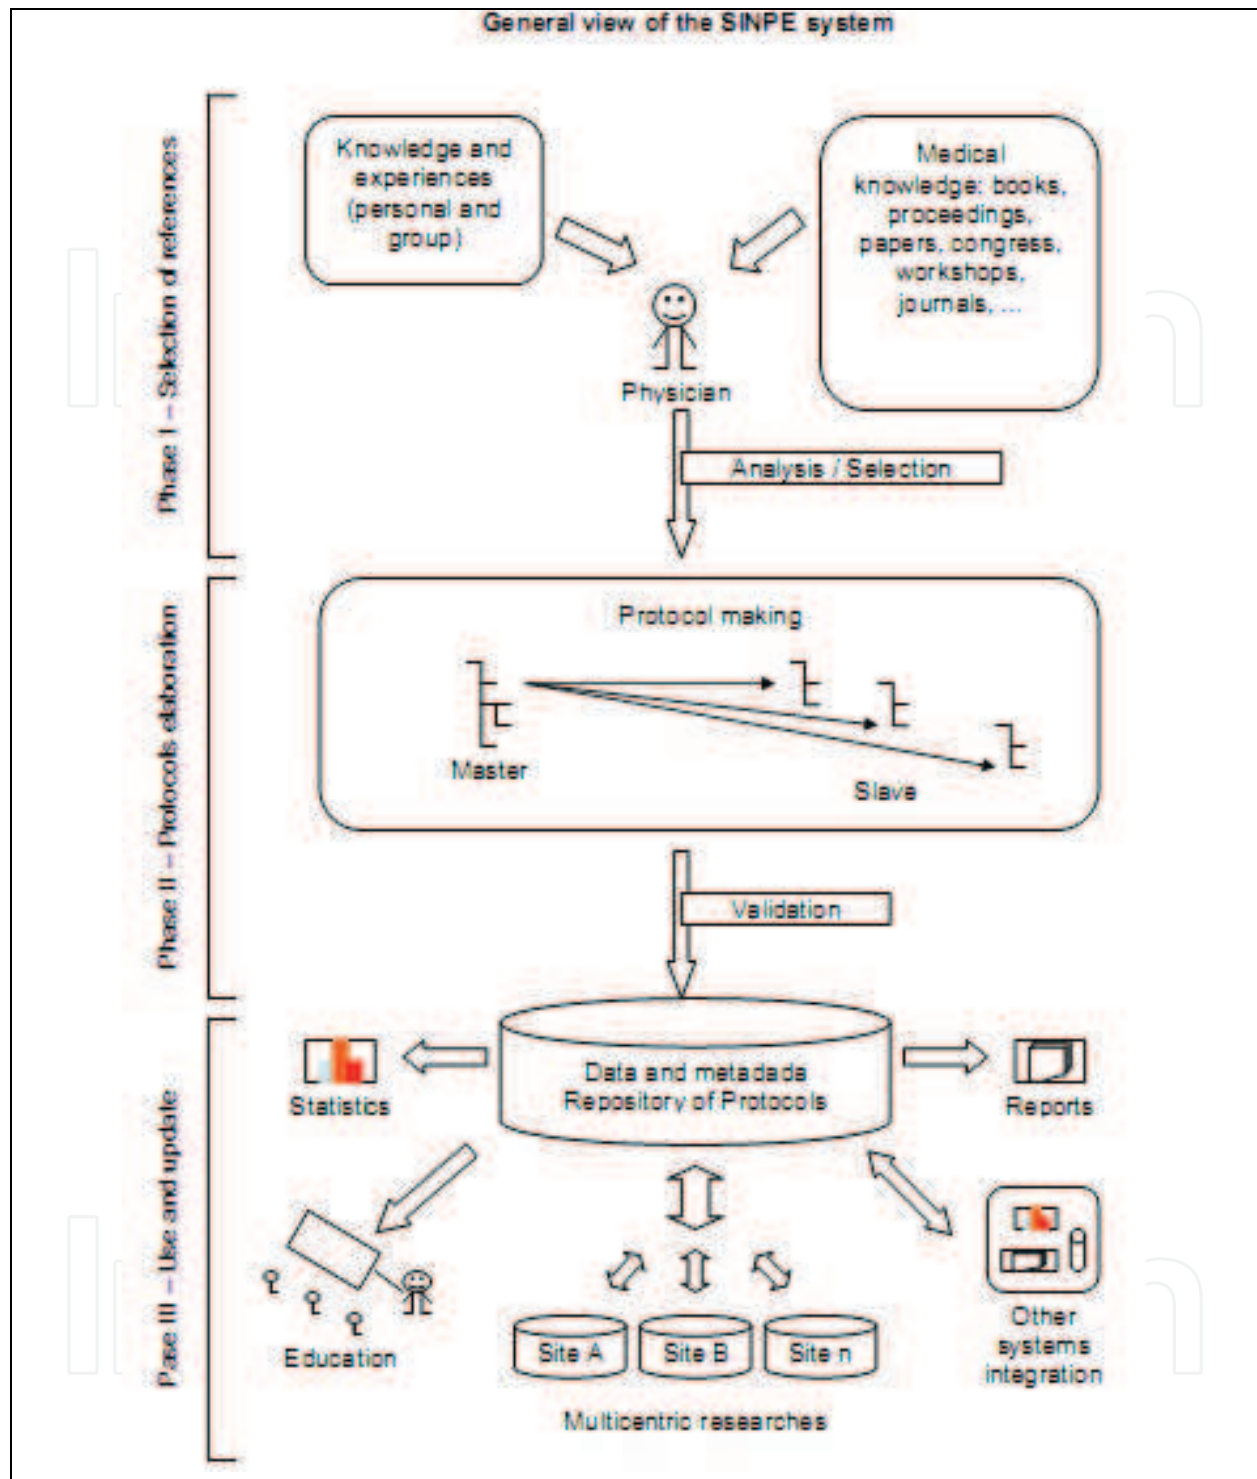 General view of the SINPE system
Phase I – Selection of references
Knowledge and
experiences
(personal and
group)
Medical
knowledge: books,
proceedings,
papers, congress,
workshops,
journals, ...
Physician
Analysis / Selection
Phase II – Protocols elaboration
Protocol making
Master
Slave
Validation
Pase III – Use and update
Data and metadada
Repository of Protocols
Statistics
Reports
Education
Site A
Site B
Site n
Multicentric researches
Other
systems
integration